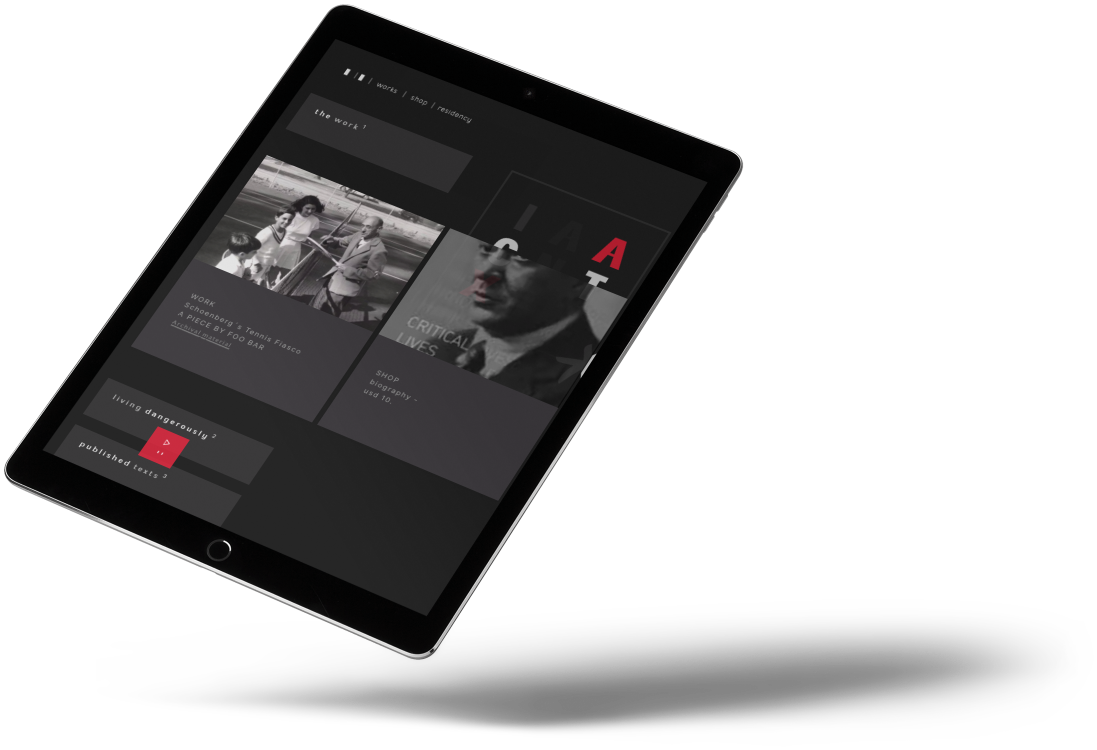 works | shop | residency
the work 1
I A A
T
WORK
Schoenberg's Tennis Fiasco
A PIECE BY FOO BAR
Archival material
CRITICAL LIVES
SHOP
biography -
usd 10.
living dangerously 2
published texts 3